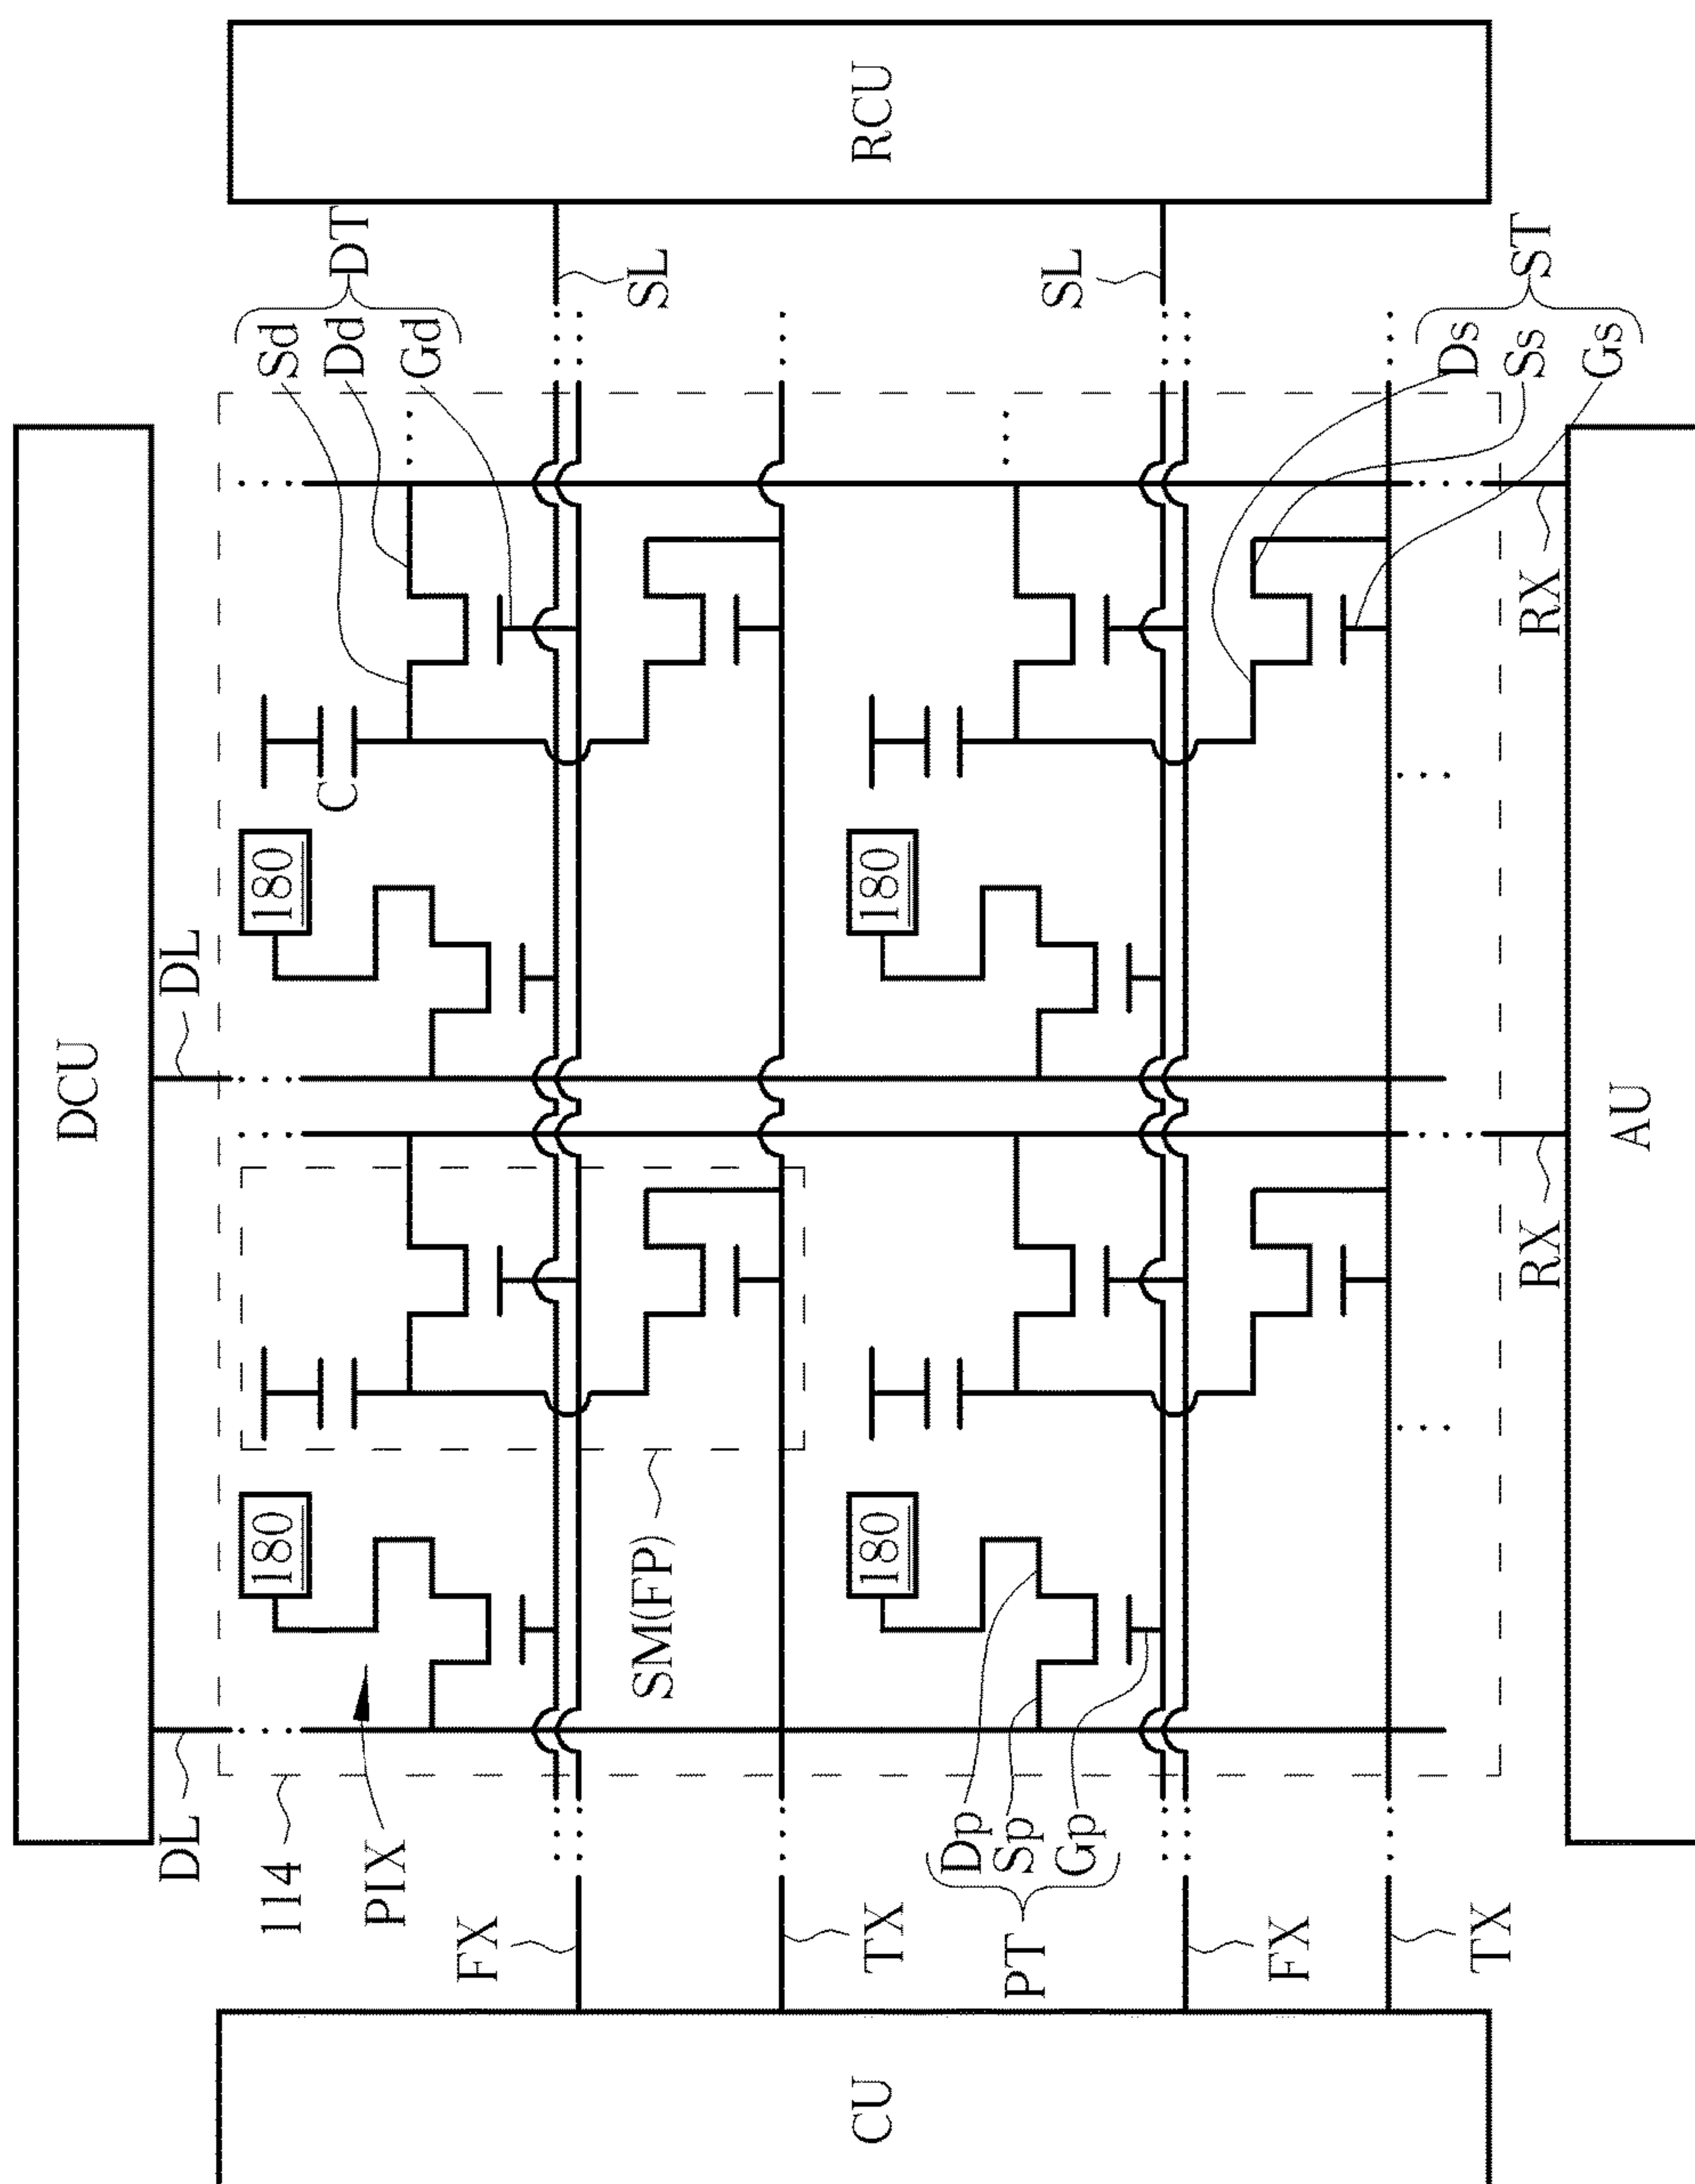 DCU
RCU
AU
CU
DL
DL
114
PIX
180
180
180
180
C
Sd
Dd
Gd
DT
SL
SL
Ds
Ss
Gs
ST
RX
RX
SM(FP)
Dp
Sp
Gp
PT
FX
TX
FX
TX